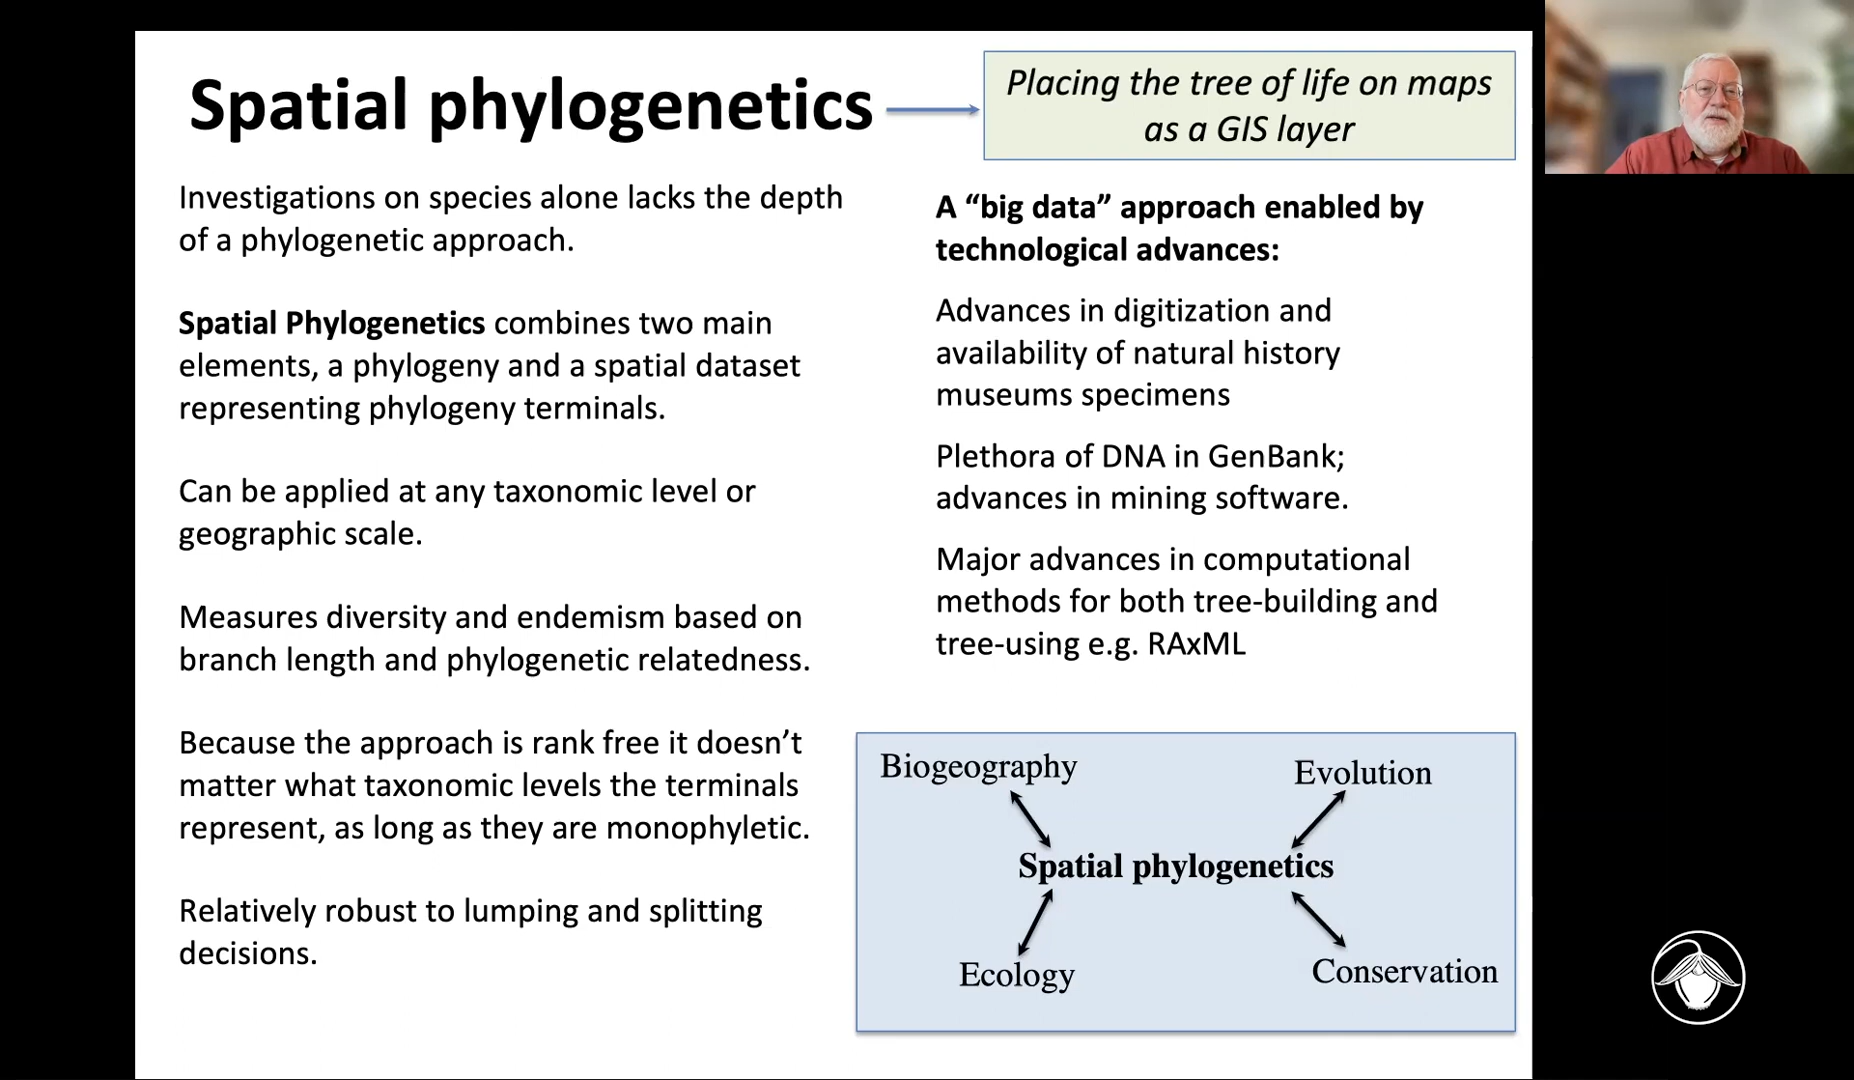 Spatial phylogenetics
Placing the tree of life on maps
as a GIS layer
Investigations on species alone lacks the depth
of a phylogenetic approach.
Spatial Phylogenetics combines two main
elements, a phylogeny and a spatial dataset
representing phylogeny terminals.
Can be applied at any taxonomic level or
geographic scale.
Measures diversity and endemism based on
branch length and phylogenetic relatedness.
Because the approach is rank free it doesn’t
matter what taxonomic levels the terminals
represent, as long as they are monophyletic.
Relatively robust to lumping and splitting
decisions.
A “big data” approach enabled by
technological advances:
Advances in digitization and
availability of natural history
museums specimens
Plethora of DNA in GenBank;
advances in mining software.
Major advances in computational
methods for both tree-building and
tree-using e.g. RAxML
Biogeography
Evolution
Spatial phylogenetics
Ecology
Conservation